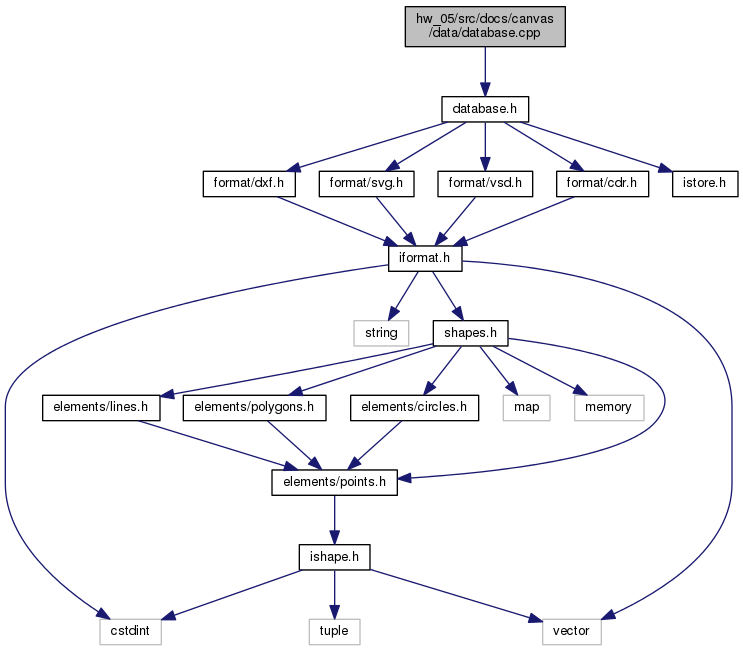 hw_05/src/docs/canvas
/data/database.cpp
database.h
format/dxf.h
format/svg.h
format/vsd.h
format/cdr.h
istore.h
iformat.h
string
shapes.h
elements/lines.h
elements/polygons.h
elements/circles.h
map
memory
elements/points.h
ishape.h
cstdint
tuple
vector